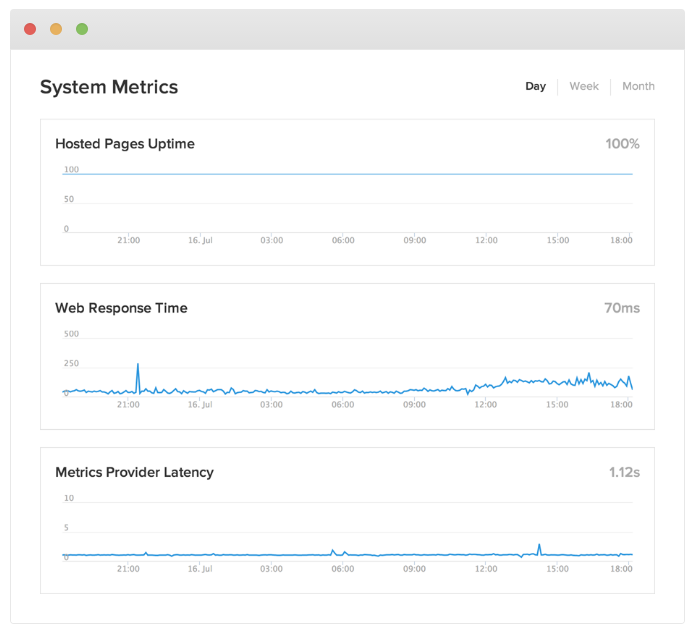 System Metrics
Day Week Month
Hosted Pages Uptime 100%
100
50
0
21:00 16. Jul 03:00 06:00 09:00 12:00 15:00 18:00
Web Response Time 70ms
500
250
0
21:00 16. Jul 03:00 06:00 09:00 12:00 15:00 18:00
Metrics Provider Latency 1.12s
10
5
0
21:00 16. Jul 03:00 06:00 09:00 12:00 15:00 18:00